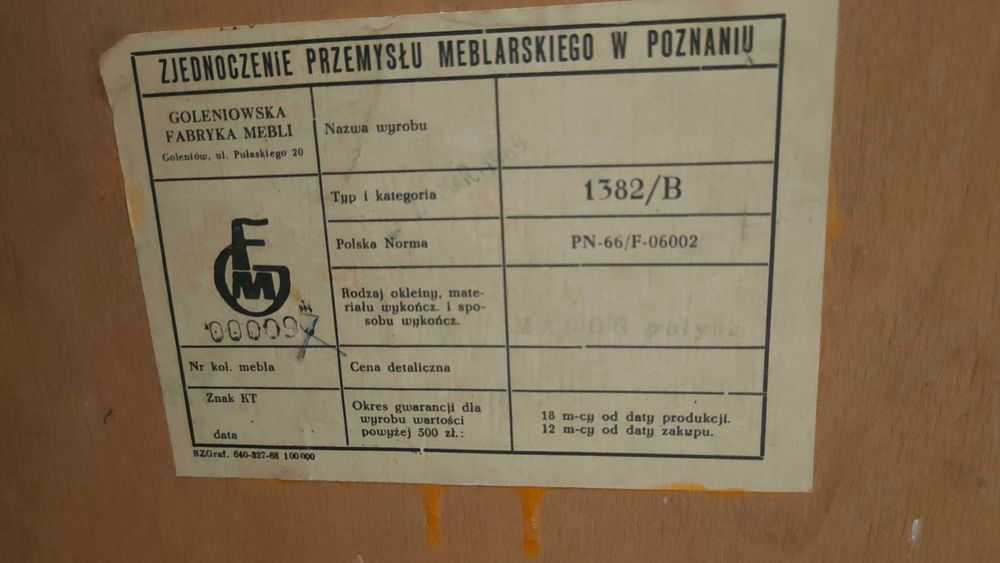 ZJEDNOCZENIE PRZEMYSŁU MEBLARSKIEGO W POZNANIU
GOLENIOWSKA
FABRYKA MEBLI
Goleniów, ul. Pułaskiego 20
Nazwa wyrobu
Typ i kategoria
1382/B
Polska Norma
PN-66/F-06002
GFM
Rodzaj okleiny, mate-
riału wykończ. i spo-
sobu wykończ.
połysk
000097
Nr kol. mebla
Cena detaliczna
Znak KT
data
Okres gwarancji dla
wyrobu wartości
powyżej 500 zł.:
18 m-cy od daty produkcji.
12 m-cy od daty zakupu.
SZGraf. 640-827-68 100000